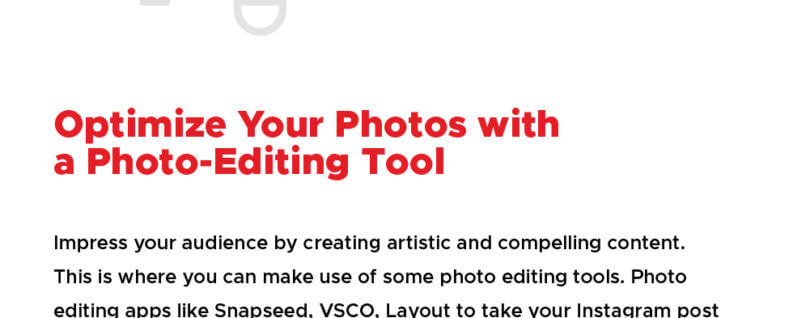 Optimize Your Photos with
a Photo-Editing Tool
Impress your audience by creating artistic and compelling content.
This is where you can make use of some photo editing tools. Photo
editing apps like Snapseed, VSCO, Layout to take your Instagram post